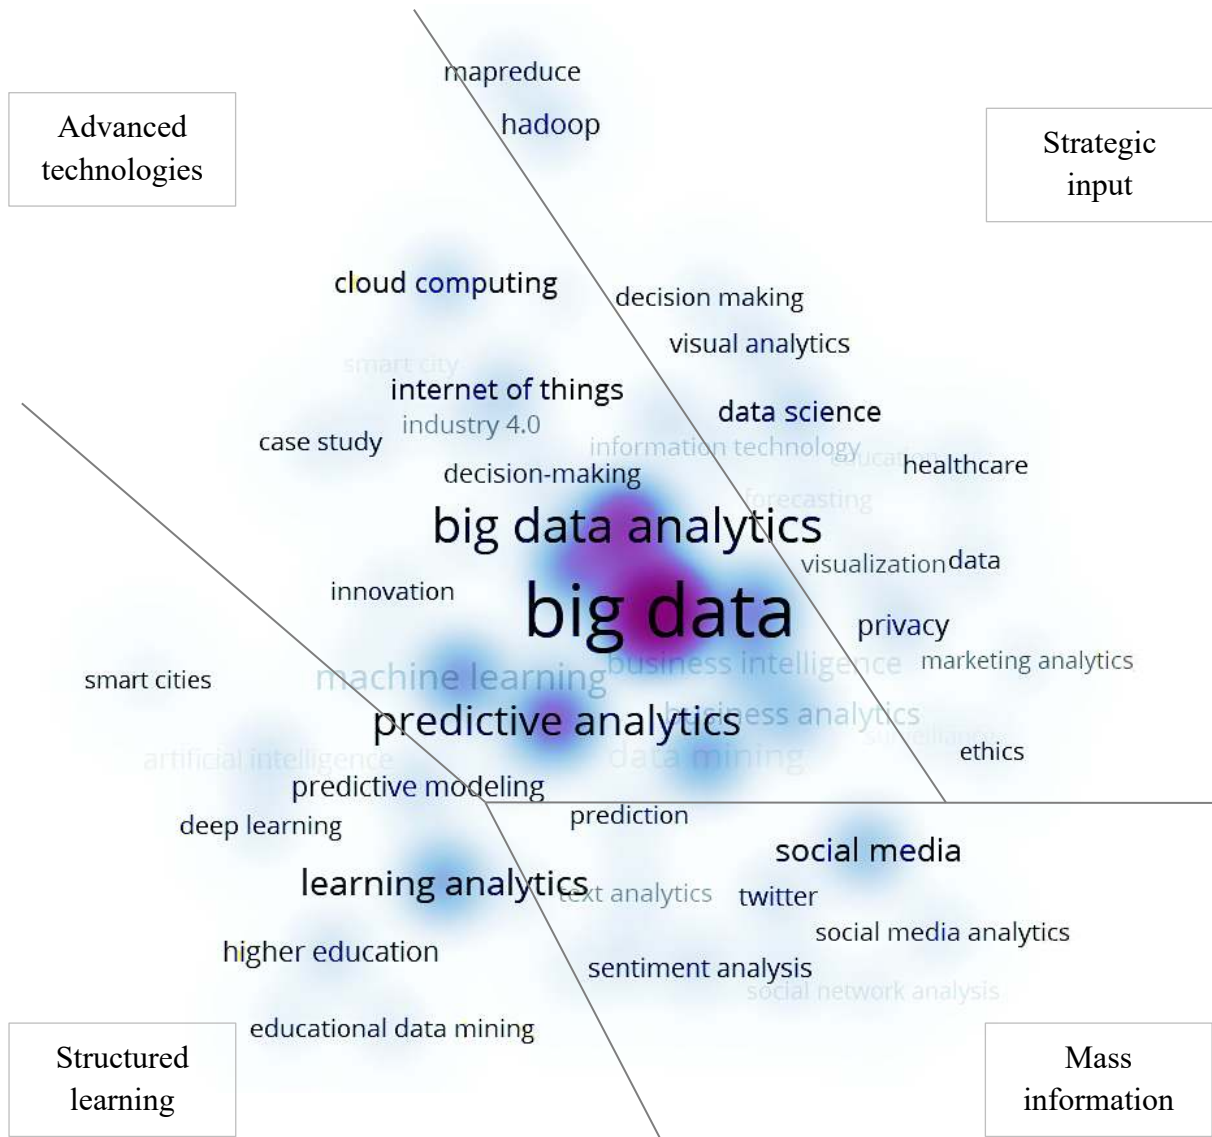 mapreduce
Advanced
technologies
hadoop
Strategic
input
cloud computing
decision making
visual analytics
smart city
internet of things
data science
industry 4.0
case study
information technology
education
healthcare
decision-making
forecasting
big data analytics
visualization
data
innovation
big data
privacy
business intelligence
marketing analytics
machine learning
smart cities
predictive analytics
business analytics
surveillance
ethics
artificial intelligence
data mining
predictive modeling
prediction
deep learning
social media
learning analytics
text analytics
twitter
social media analytics
higher education
sentiment analysis
social network analysis
educational data mining
Structured
learning
Mass
information